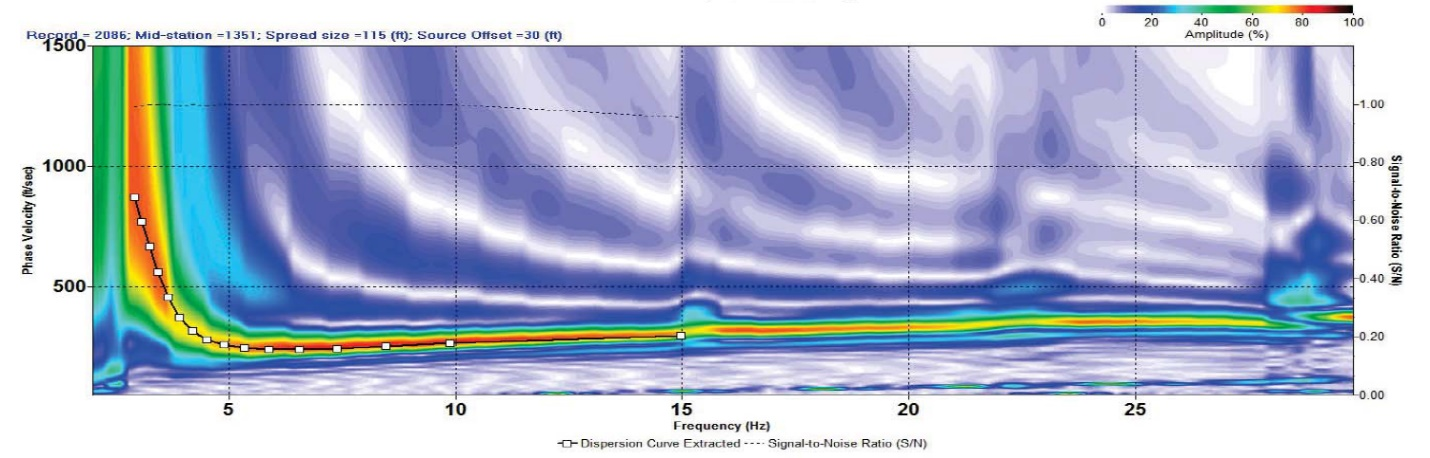 0 20 40 60 80 100
Amplitude (%)
Record = 2086; Mid-station =1351; Spread size =115 (ft); Source Offset =30 (ft)
1500
1000
500
Phase Velocity (ft/sec)
1.00
0.80
0.60
0.40
0.20
0.00
Signal-to-Noise Ratio (S/N)
5 10 15 20 25
Frequency (Hz)
Dispersion Curve Extracted Signal-to-Noise Ratio (S/N)